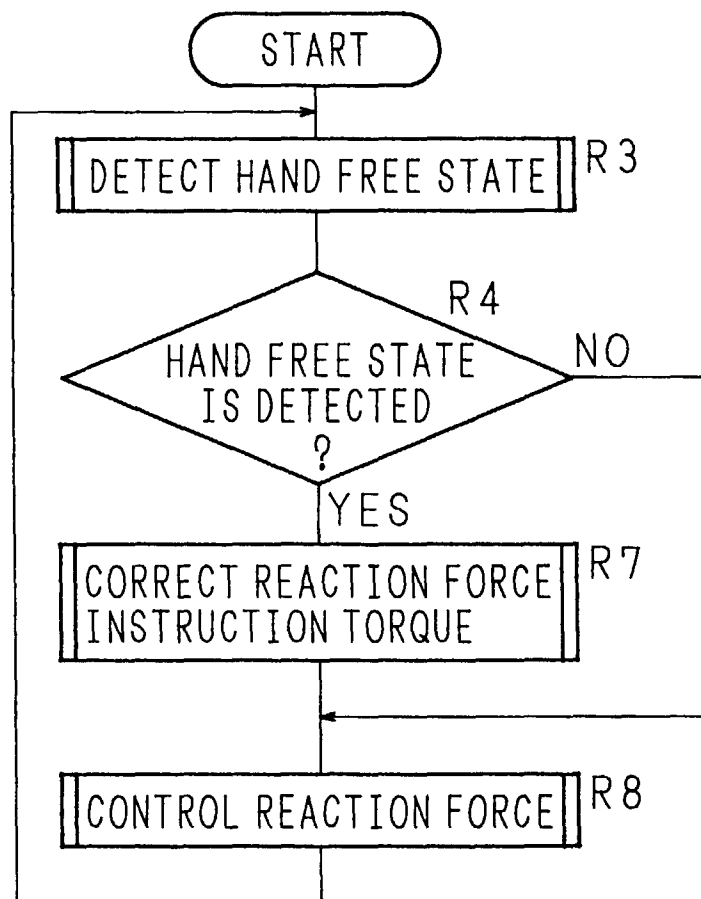 START
DETECT HAND FREE STATE
R3
R4
HAND FREE STATE
IS DETECTED
?
NO
YES
CORRECT REACTION FORCE
INSTRUCTION TORQUE
R7
CONTROL REACTION FORCE
R8